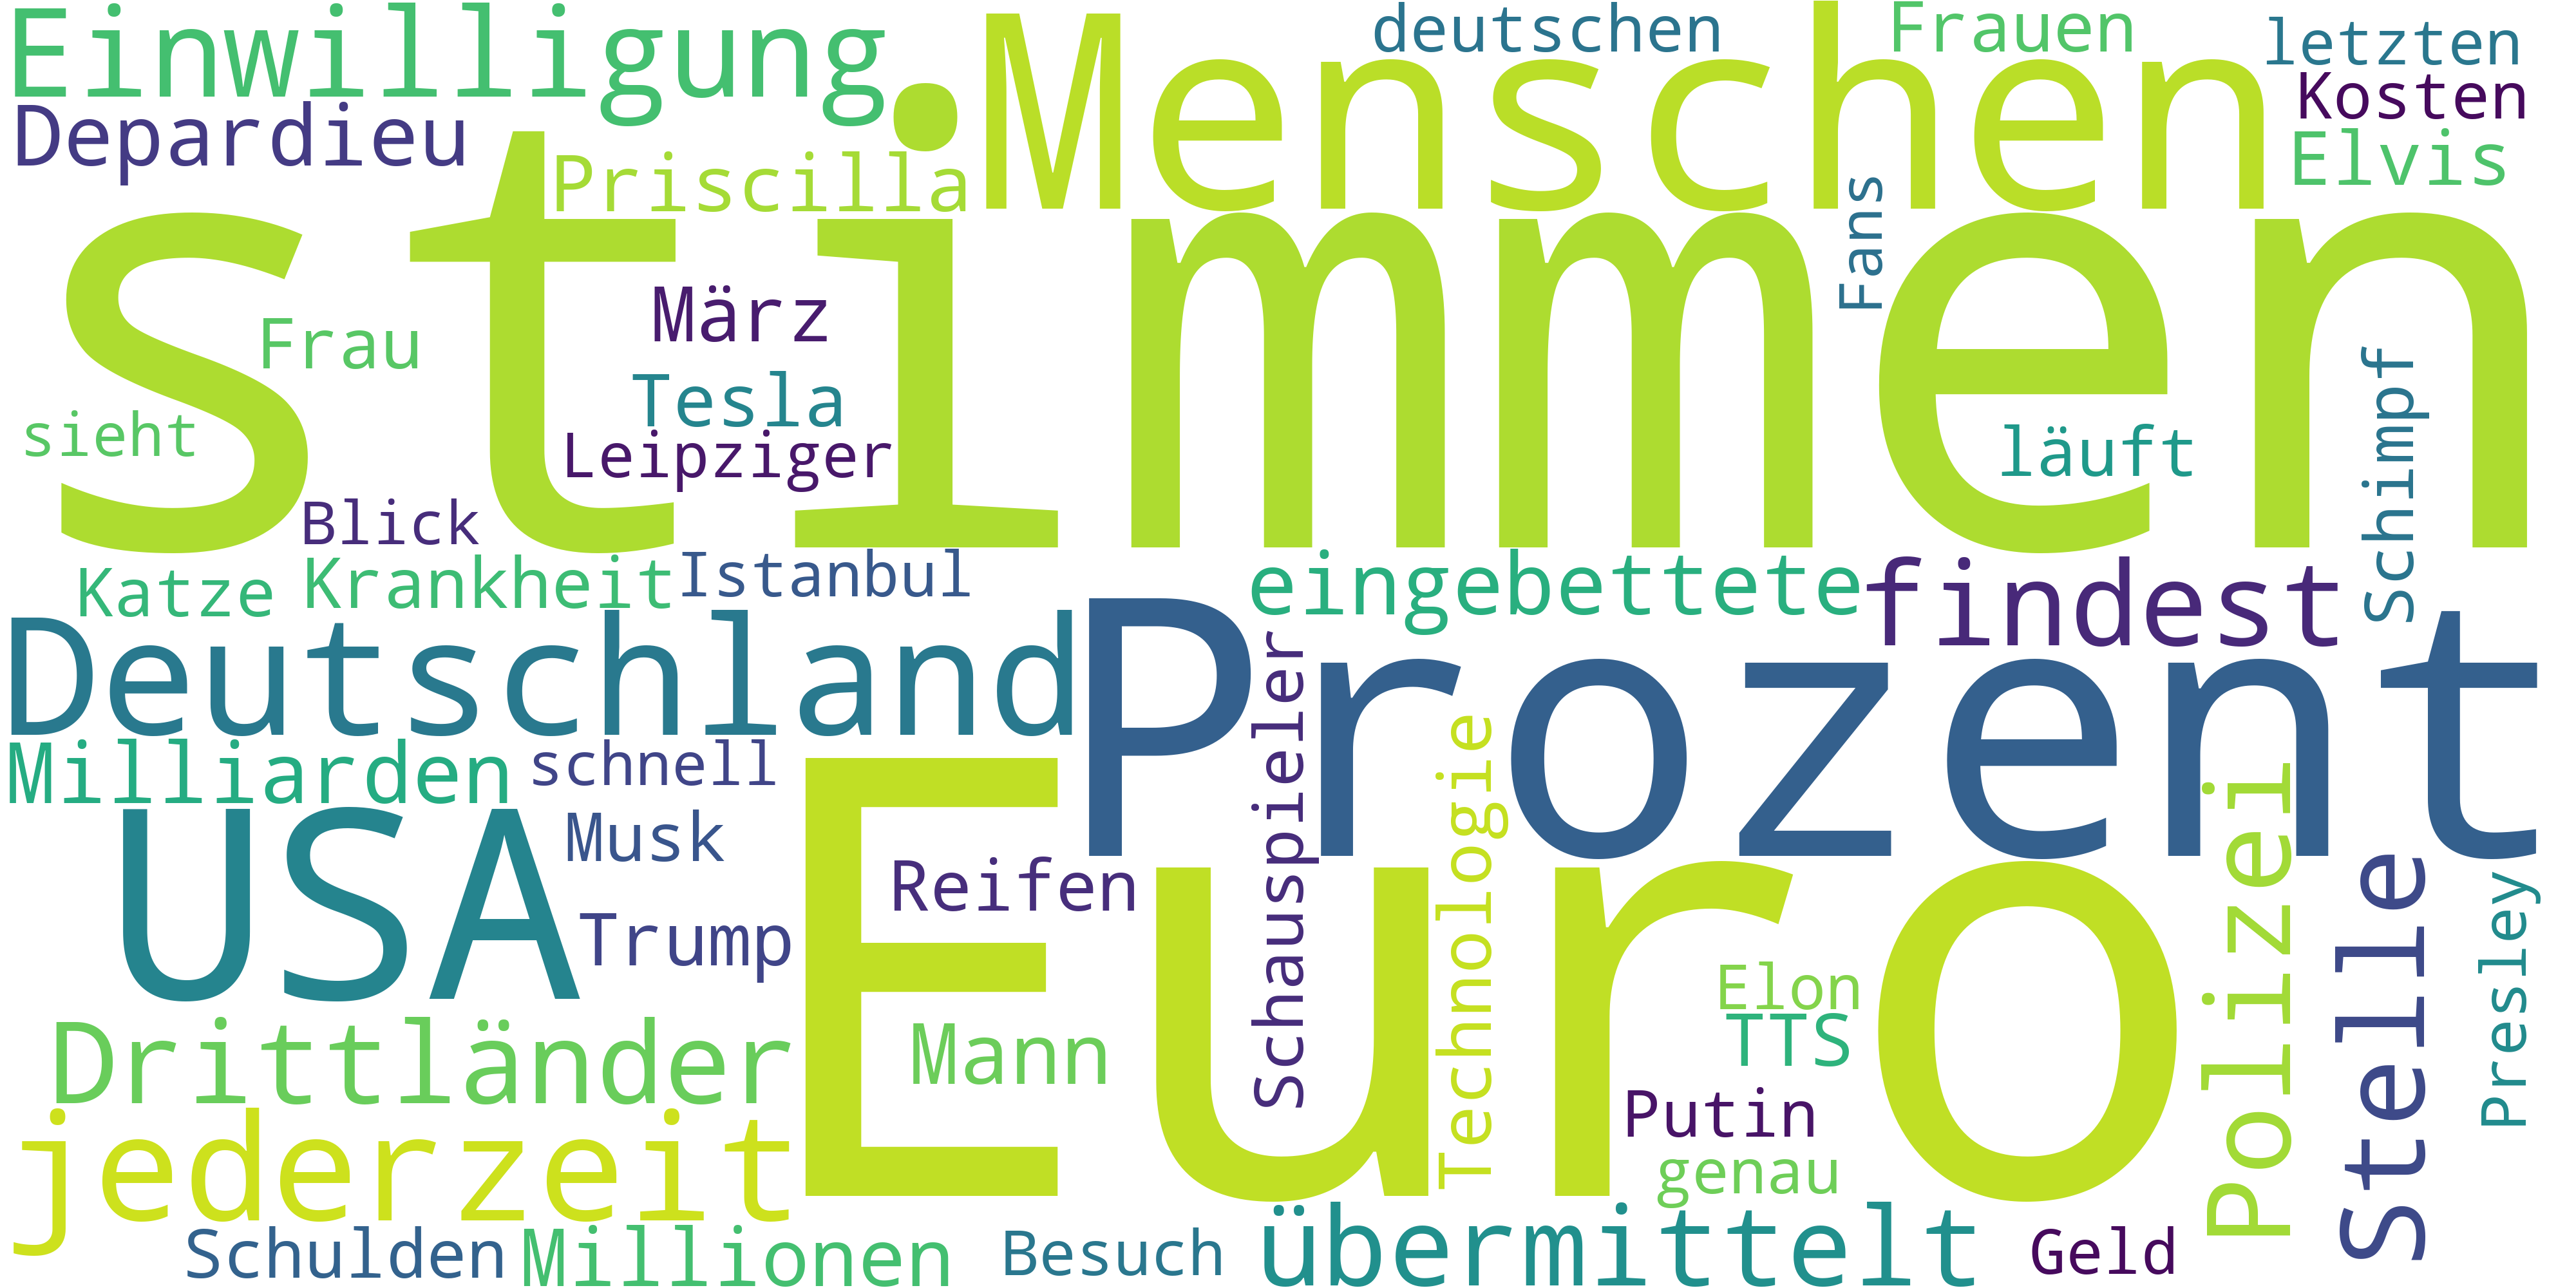 Einwilligung
Menschen
deutschen
Frauen
letzten
Kosten
Elvis
Depardieu
Priscilla
stimmen
Fans
Frau
März
Tesla
Leipziger
sieht
läuft
Schimpf
Blick
Katze
Krankheit
Istanbul
eingebettete
findest
Deutschland
Prozent
Schauspieler
Milliarden
schnell
Technologie
Polizei
USA
Musk
Euro
Reifen
Stelle
Presley
Trump
Elon
TTS
Drittländer
Mann
Putin
genau
jederzeit
Schulden
Millionen
Besuch
übermittelt
Geld